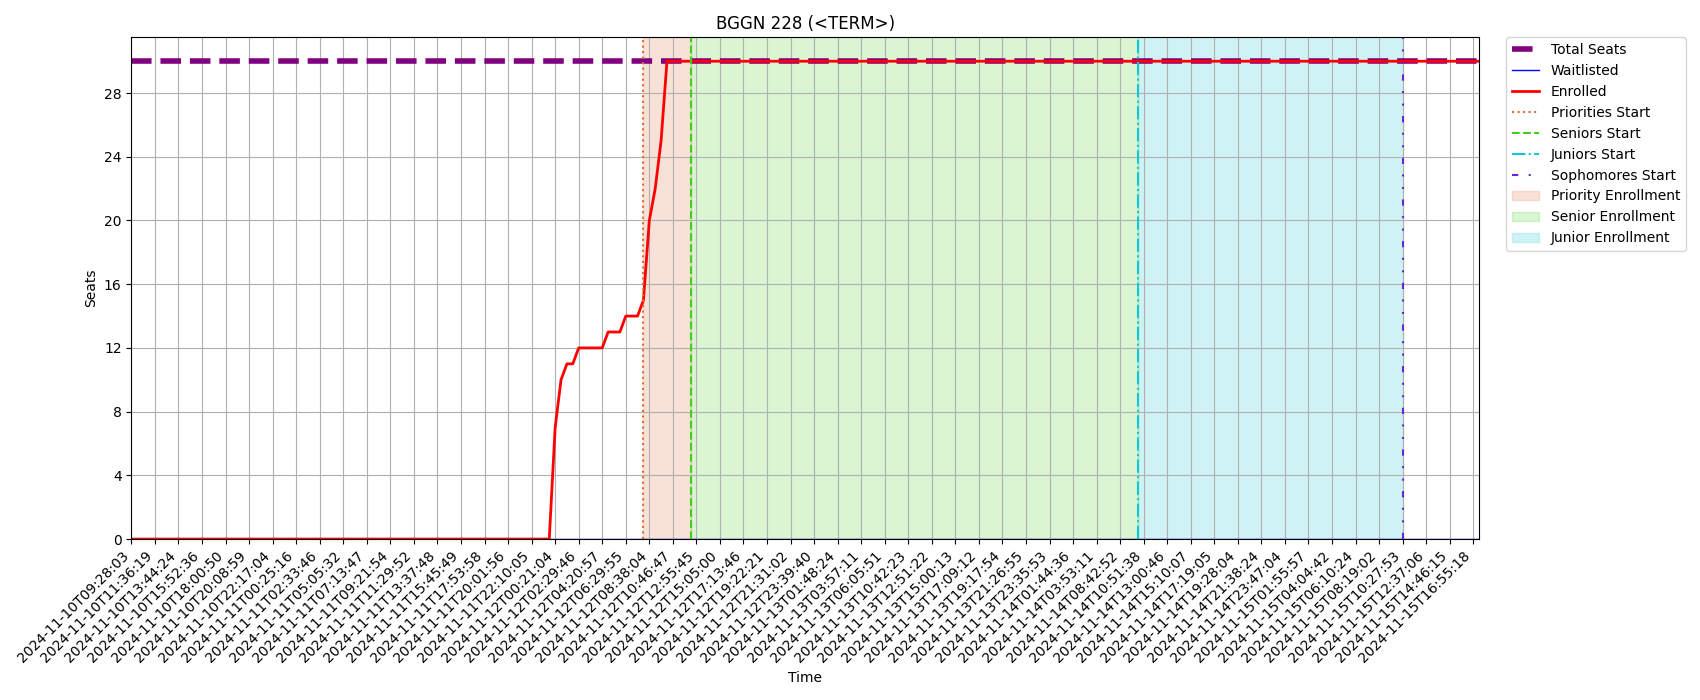 BGGN 228 (<TERM>)
Total Seats
Waitlisted
Enrolled
Priorities Start
Seniors Start
Juniors Start
Sophomores Start
Priority Enrollment
Senior Enrollment
Junior Enrollment
Seats
28
24
20
16
12
8
4
0
2024-11-10T09:28:03
2024-11-10T11:36:19
2024-11-10T13:44:24
2024-11-10T15:52:36
2024-11-10T18:00:50
2024-11-10T20:08:59
2024-11-10T22:17:04
2024-11-11T00:25:16
2024-11-11T02:33:46
2024-11-11T05:05:32
2024-11-11T07:13:47
2024-11-11T09:21:54
2024-11-11T11:29:52
2024-11-11T13:37:48
2024-11-11T15:45:49
2024-11-11T17:53:58
2024-11-11T20:01:56
2024-11-11T22:10:05
2024-11-12T00:21:04
2024-11-12T02:29:46
2024-11-12T04:20:57
2024-11-12T06:29:55
2024-11-12T08:38:04
2024-11-12T10:46:47
2024-11-12T12:55:45
2024-11-12T15:05:00
2024-11-12T17:13:46
2024-11-12T19:22:21
2024-11-12T21:31:02
2024-11-12T23:39:40
2024-11-13T01:48:24
2024-11-13T03:57:11
2024-11-13T06:05:51
2024-11-13T10:42:23
2024-11-13T12:51:22
2024-11-13T15:00:13
2024-11-13T17:09:12
2024-11-13T19:17:54
2024-11-13T21:26:55
2024-11-13T23:35:53
2024-11-14T01:44:36
2024-11-14T03:53:11
2024-11-14T08:42:52
2024-11-14T10:51:38
2024-11-14T13:00:46
2024-11-14T15:10:07
2024-11-14T17:19:05
2024-11-14T19:28:04
2024-11-14T21:38:24
2024-11-14T23:47:04
2024-11-15T01:55:57
2024-11-15T04:04:42
2024-11-15T06:10:24
2024-11-15T08:19:02
2024-11-15T10:27:53
2024-11-15T12:37:06
2024-11-15T14:46:15
2024-11-15T16:55:18
Time